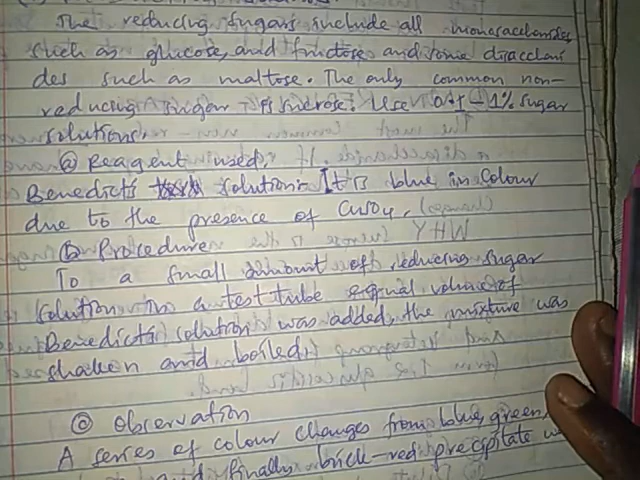 The reducing sugars include all monosaccharides
such as glucose, and fructose and some disacchari
des such as maltose. The only common non-
reducing sugar is sucrose. Use 0.1 - 1% sugar
solutions.
(a) Reagent used:
Benedict's solution. It is blue in colour
due to the presence of CuSO4.
(b) Procedure
To a small amount of reducing sugar
solution in a test tube equal volume of
Benedict's solution was added, the mixture was
shaken and boiled.
(c) Observation
A series of colour changes from blue, green,
and finally brick-red precipitate